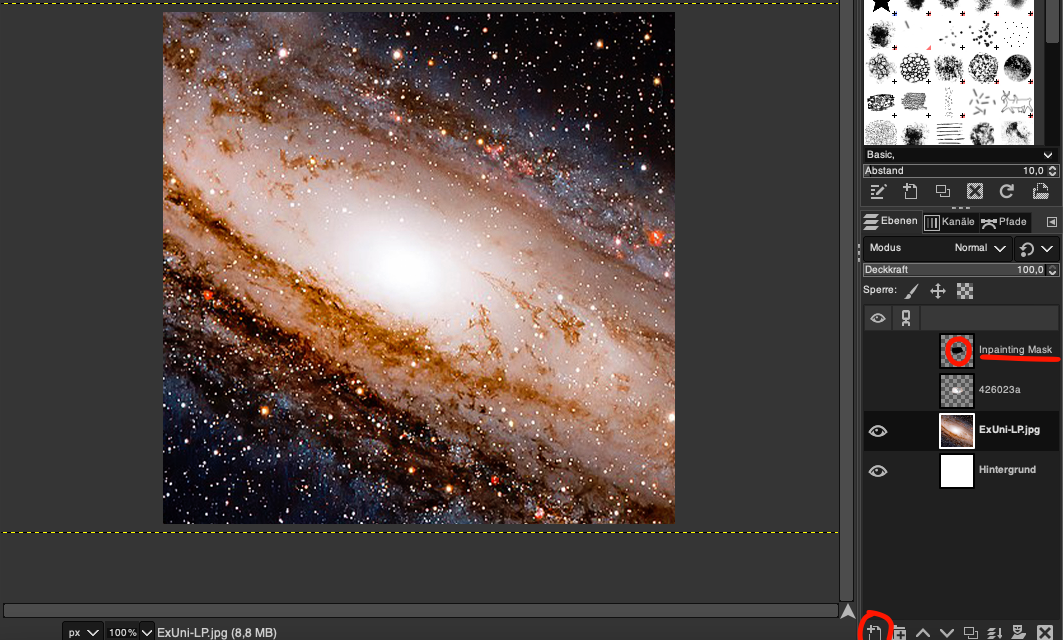 Basic,
Abstand 10,0
Ebenen Kanäle Pfade
Modus Normal
Deckkraft 100,0
Sperre:
Inpainting Mask
426023a
ExUni-LP.jpg
Hintergrund
px 100% ExUni-LP.jpg (8,8 MB)